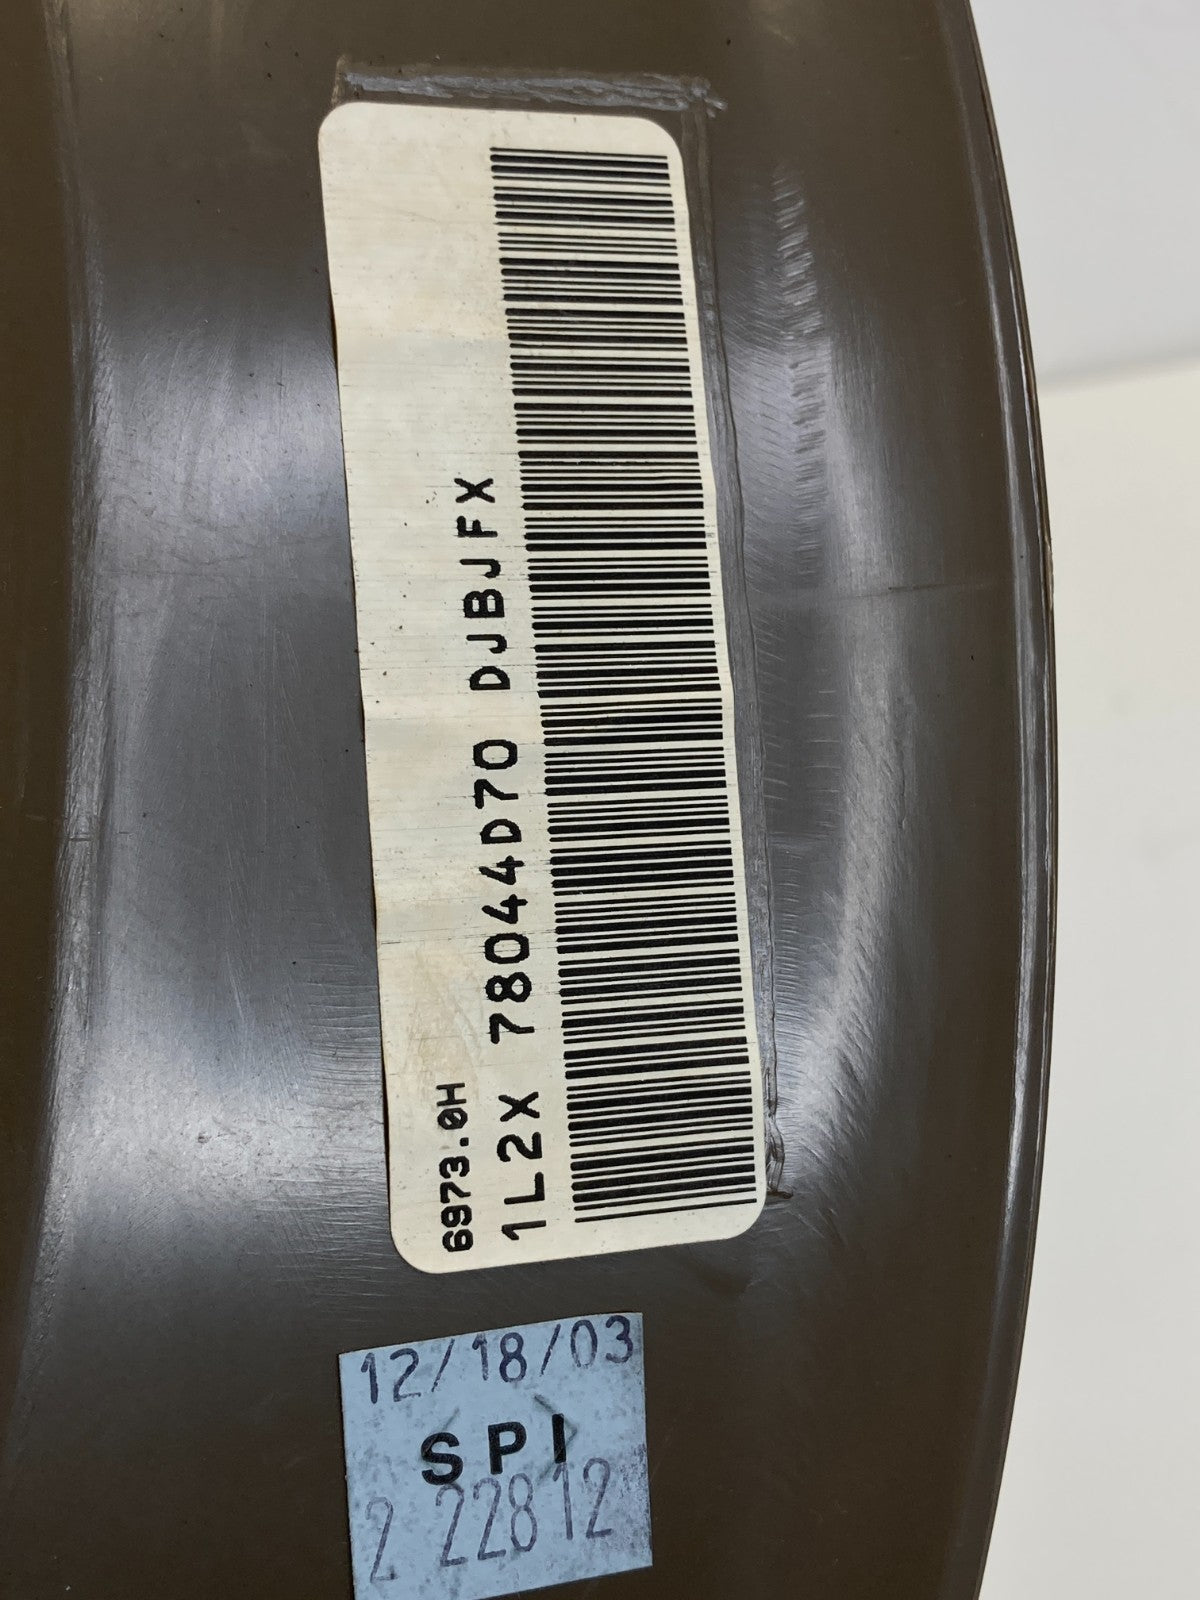 6973.0H
1L2X 78044D70 DJBJFX
12/18/03
SPI
2 22812